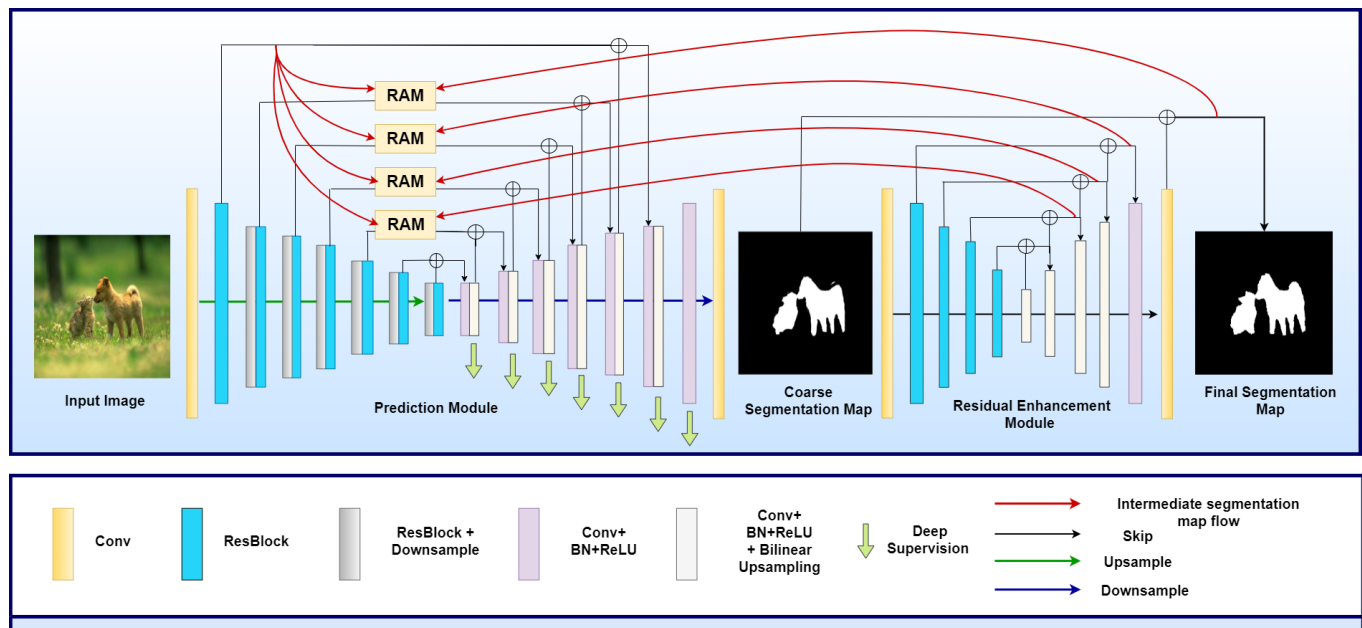 RAM
RAM
RAM
RAM
Input Image
Prediction Module
Coarse
Segmentation Map
Residual Enhancement
Module
Final Segmentation
Map
Conv
ResBlock
ResBlock +
Downsample
Conv+
BN+ReLU
Conv+
BN+ReLU
+ Bilinear
Upsampling
Deep
Supervision
Intermediate segmentation
map flow
Skip
Upsample
Downsample